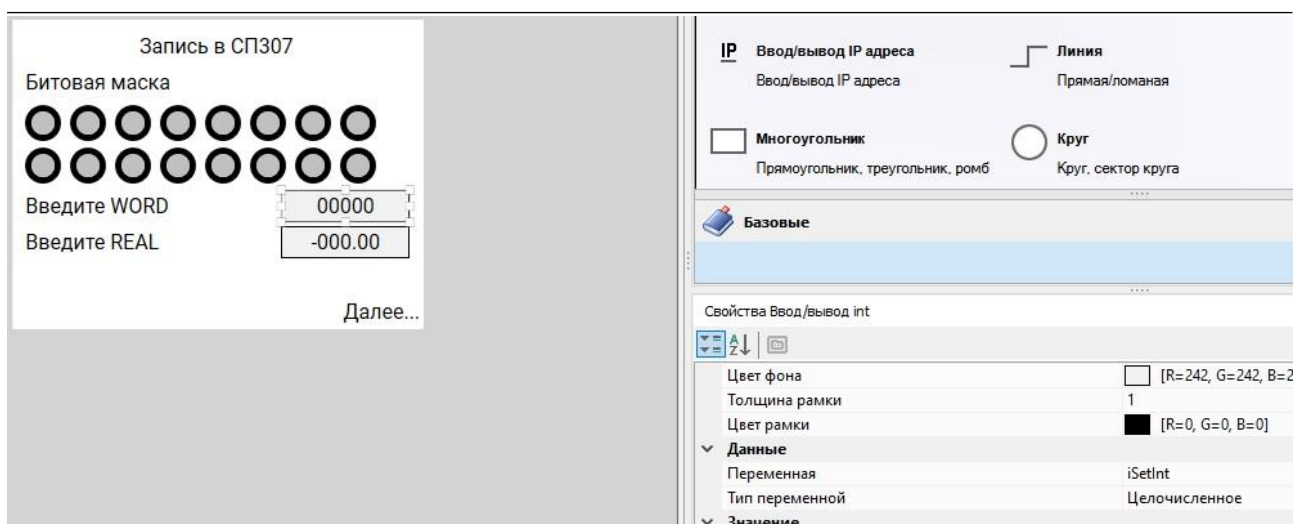 Запись в СП307
Битовая маска
Введите WORD
00000
Введите REAL
-000.00
Далее...
IP
Ввод/вывод IP адреса
Ввод/вывод IP адреса
Линия
Прямая/ломаная
Многоугольник
Прямоугольник, треугольник, ромб
Круг
Круг, сектор круга
Базовые
Свойства Ввод/вывод int
Цвет фона
[R=242, G=242, B=2
Толщина рамки
1
Цвет рамки
[R=0, G=0, B=0]
Данные
Переменная
iSetInt
Тип переменной
Целочисленное
Значение